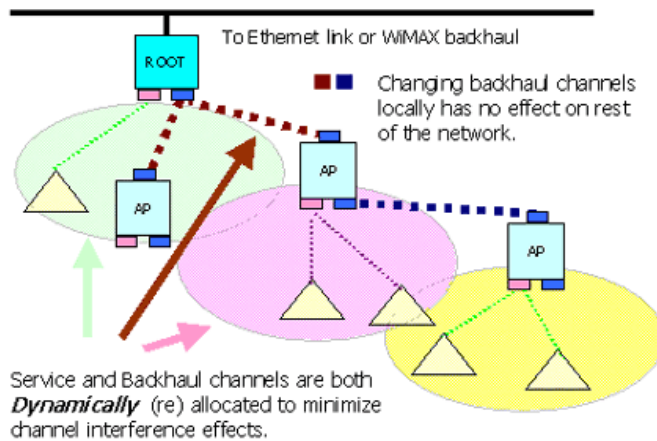 To Ethernet link or WiMAX backhaul
ROOT
Changing backhaul channels
locally has no effect on rest
of the network.
AP
AP
AP
Service and Backhaul channels are both
Dynamically (re) allocated to minimize
channel interference effects.